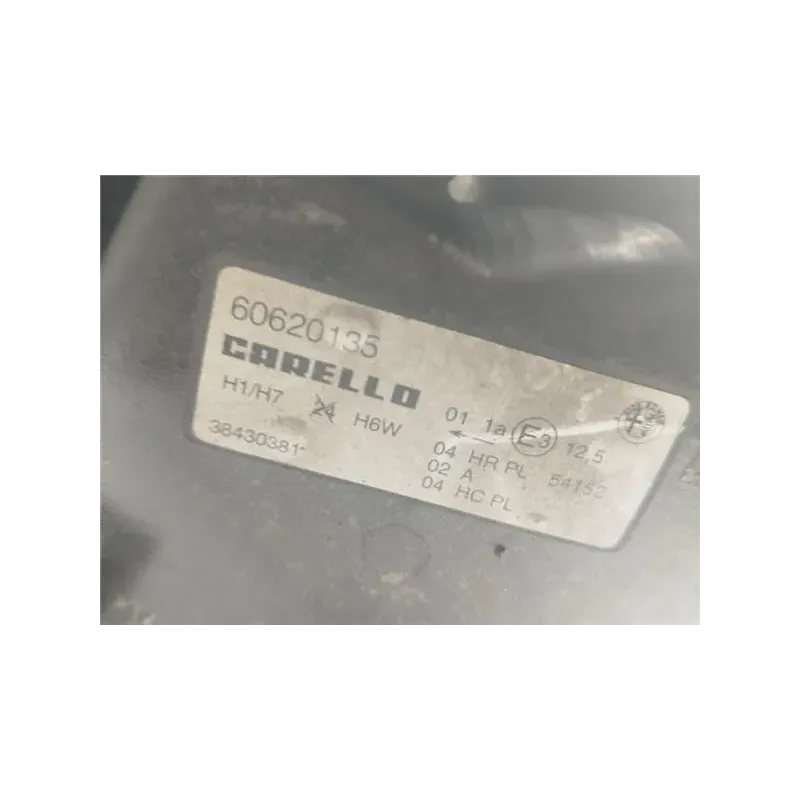 60620135
CARELLO
H1/H7 24 H6W
38430381-
01 1a E3 12,5
04 HR PL 54152
02 A
04 HC PL